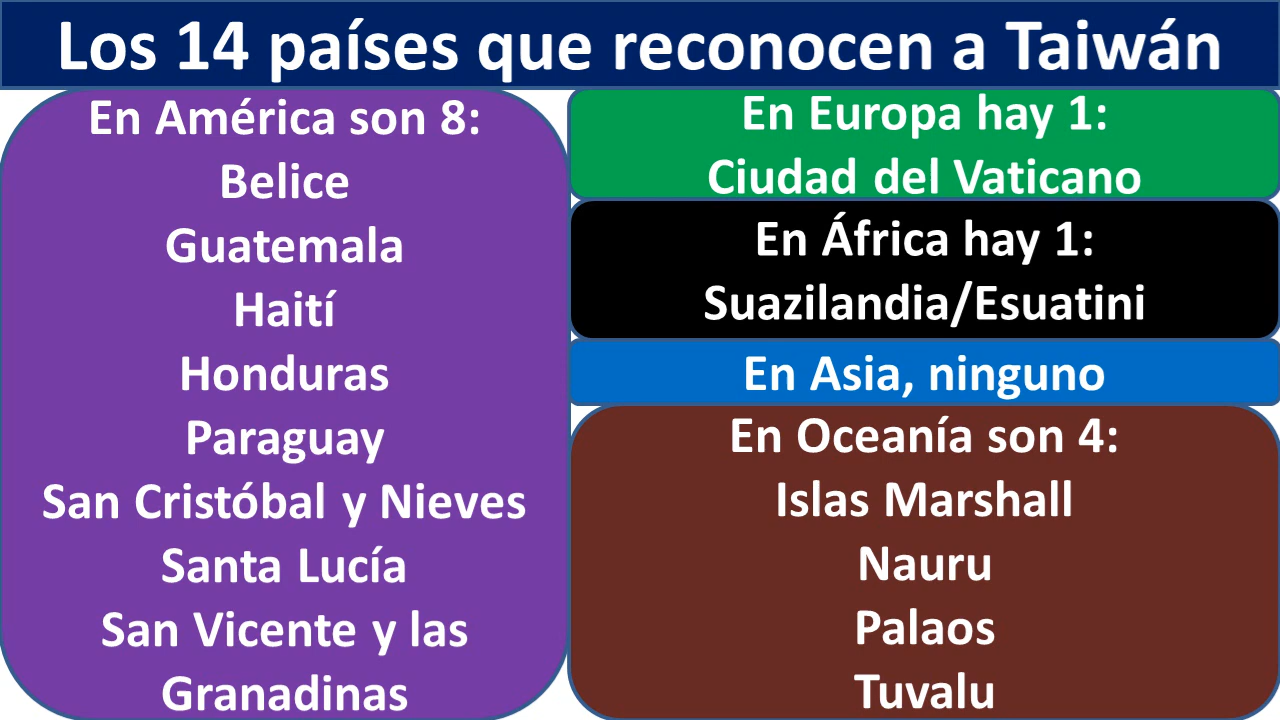 Los 14 países que reconocen a Taiwán
En América son 8:
Belice
Guatemala
Haití
Honduras
Paraguay
San Cristóbal y Nieves
Santa Lucía
San Vicente y las
Granadinas
En Europa hay 1:
Ciudad del Vaticano
En África hay 1:
Suazilandia/Esuatini
En Asia, ninguno
En Oceanía son 4:
Islas Marshall
Nauru
Palaos
Tuvalu